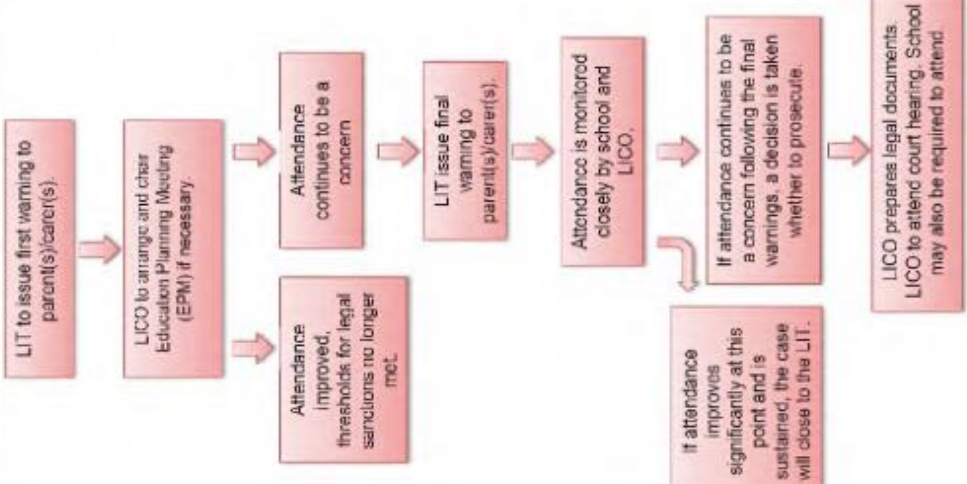 LIT to issue first warning to
parent(s)/carer(s).
LICO to arrange and chair
Education Planning Meeting
(EPM) if necessary.
Attendance
improved,
thresholds for legal
sanctions no longer
met.
Attendance
continues to be a
concern
LIT issue final
warning to
parent(s)/carer(s).
Attendance is monitored
closely by school and
LICO.
If attendance
improves
significantly at this
point and is
sustained, the case
will close to the LIT.
If attendance continues to be
a concern following the final
warnings, a decision is taken
whether to prosecute.
LICO prepares legal documents.
LICO to attend court hearing. School
may also be required to attend.